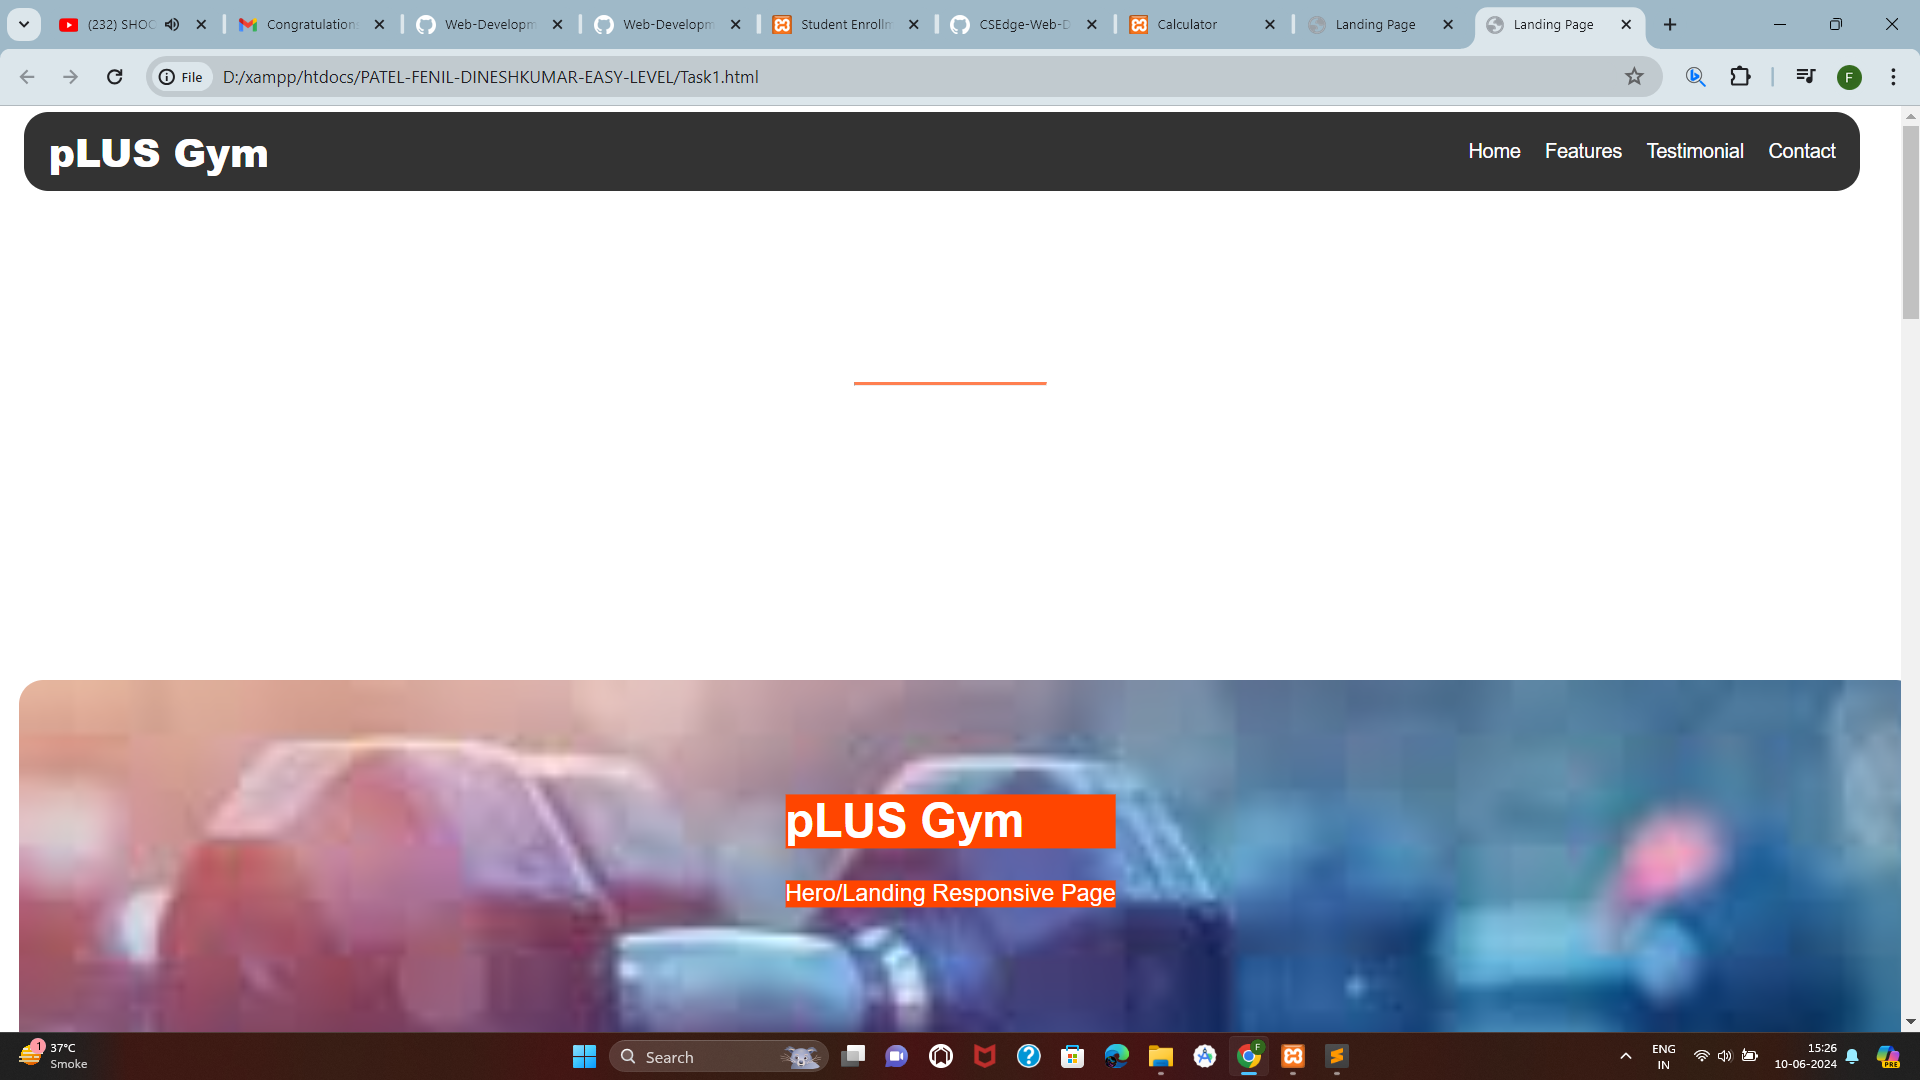 (232) SHOC
Congratulation
Web-Developm
Web-Developm
Student Enrollm
CSEdge-Web-D
Calculator
Landing Page
Landing Page
File
D:/xampp/htdocs/PATEL-FENIL-DINESHKUMAR-EASY-LEVEL/Task1.html
F
pLUS Gym
Home
Features
Testimonial
Contact
pLUS Gym
Hero/Landing Responsive Page
1
37°C
Smoke
Search
F
ENG
IN
15:26
10-06-2024
PRE